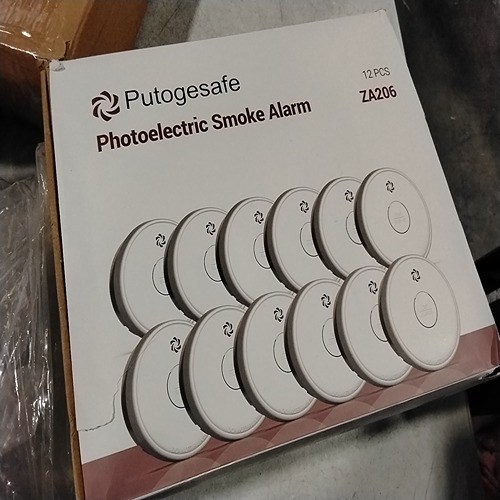 Putogesafe
12 PCS
Photoelectric Smoke Alarm
ZA206